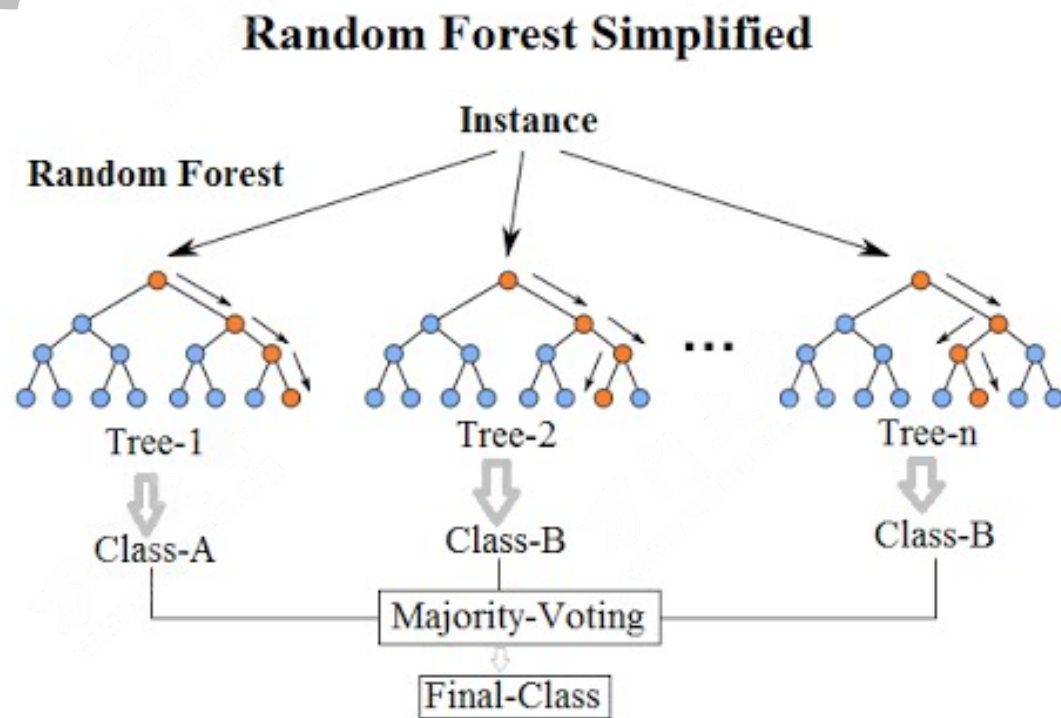 Random Forest Simplified
Instance
Random Forest
...
Tree-1
Tree-2
Tree-n
Class-A
Class-B
Class-B
Majority-Voting
Final-Class